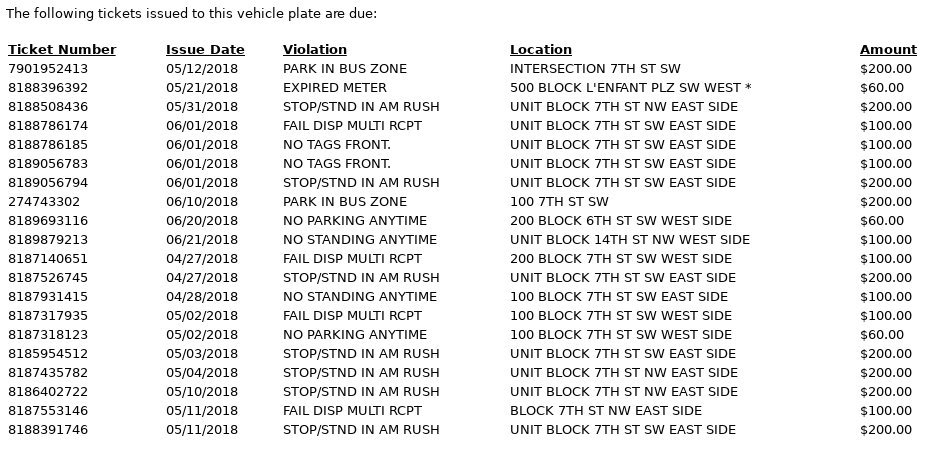 The following tickets issued to this vehicle plate are due:
Ticket Number Issue Date Violation Location Amount
7901952413 05/12/2018 PARK IN BUS ZONE INTERSECTION 7TH ST SW $200.00
8188396392 05/21/2018 EXPIRED METER 500 BLOCK L'ENFANT PLZ SW WEST * $60.00
8188508436 05/31/2018 STOP/STND IN AM RUSH UNIT BLOCK 7TH ST NW EAST SIDE $200.00
8188786174 06/01/2018 FAIL DISP MULTI RCPT UNIT BLOCK 7TH ST SW EAST SIDE $100.00
8188786185 06/01/2018 NO TAGS FRONT. UNIT BLOCK 7TH ST SW EAST SIDE $100.00
8189056783 06/01/2018 NO TAGS FRONT. UNIT BLOCK 7TH ST SW EAST SIDE $100.00
8189056794 06/01/2018 STOP/STND IN AM RUSH UNIT BLOCK 7TH ST SW EAST SIDE $200.00
274743302 06/10/2018 PARK IN BUS ZONE 100 7TH ST SW $200.00
8189693116 06/20/2018 NO PARKING ANYTIME 200 BLOCK 6TH ST SW WEST SIDE $60.00
8189879213 06/21/2018 NO STANDING ANYTIME UNIT BLOCK 14TH ST NW WEST SIDE $100.00
8187140651 04/27/2018 FAIL DISP MULTI RCPT 200 BLOCK 7TH ST SW WEST SIDE $100.00
8187526745 04/27/2018 STOP/STND IN AM RUSH UNIT BLOCK 7TH ST SW EAST SIDE $200.00
8187931415 04/28/2018 NO STANDING ANYTIME 100 BLOCK 7TH ST SW EAST SIDE $100.00
8187317935 05/02/2018 FAIL DISP MULTI RCPT 100 BLOCK 7TH ST SW WEST SIDE $100.00
8187318123 05/02/2018 NO PARKING ANYTIME 100 BLOCK 7TH ST SW WEST SIDE $60.00
8185954512 05/03/2018 STOP/STND IN AM RUSH UNIT BLOCK 7TH ST SW EAST SIDE $200.00
8187435782 05/04/2018 STOP/STND IN AM RUSH UNIT BLOCK 7TH ST NW EAST SIDE $200.00
8186402722 05/10/2018 STOP/STND IN AM RUSH UNIT BLOCK 7TH ST NW EAST SIDE $200.00
8187553146 05/11/2018 FAIL DISP MULTI RCPT BLOCK 7TH ST NW EAST SIDE $100.00
8188391746 05/11/2018 STOP/STND IN AM RUSH UNIT BLOCK 7TH ST SW EAST SIDE $200.00